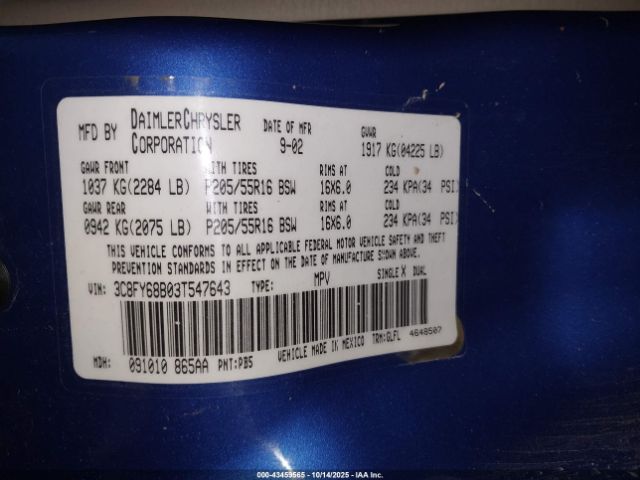 MFD BY DAIMLERCHRYSLER CORPORATION DATE OF MFR 9-02 GVWR 1917 KG(04225 LB)
GAWR FRONT WITH TIRES RIMS AT COLD
1037 KG(2284 LB) P205/55R16 BSW 16X6.0 234 KPA(34 PSI)
GAWR REAR WITH TIRES RIMS AT COLD
0942 KG(2075 LB) P205/55R16 BSW 16X6.0 234 KPA(34 PSI)
THIS VEHICLE CONFORMS TO ALL APPLICABLE FEDERAL MOTOR VEHICLE SAFETY AND THEFT
PREVENTION STANDARDS IN EFFECT ON THE DATE OF MANUFACTURE SHOWN ABOVE.
VIN: 3C8FY68B03T547643 TYPE: MPV SINGLE X DUAL
MDH: 091010 865AA PNT:PB5 VEHICLE MADE IN MEXICO TRM:GLFL 4648507
000-43459565 - 10/14/2025 - © IAA Inc.